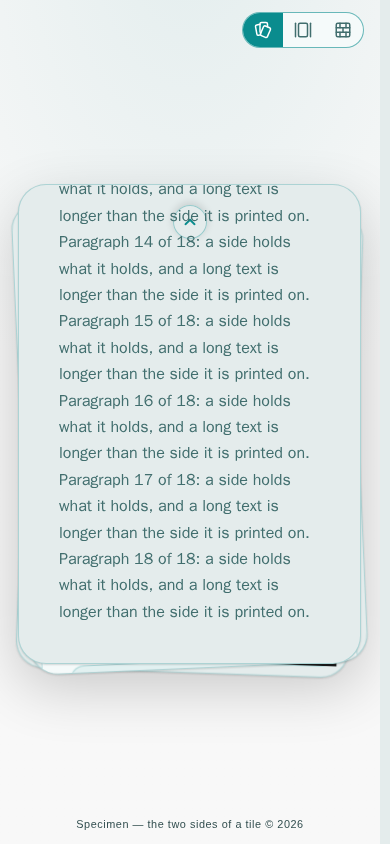 what it holds, and a long text is
longer than the side it is printed on.
Paragraph 14 of 18: a side holds
what it holds, and a long text is
longer than the side it is printed on.
Paragraph 15 of 18: a side holds
what it holds, and a long text is
longer than the side it is printed on.
Paragraph 16 of 18: a side holds
what it holds, and a long text is
longer than the side it is printed on.
Paragraph 17 of 18: a side holds
what it holds, and a long text is
longer than the side it is printed on.
Paragraph 18 of 18: a side holds
what it holds, and a long text is
longer than the side it is printed on.
Specimen — the two sides of a tile © 2026